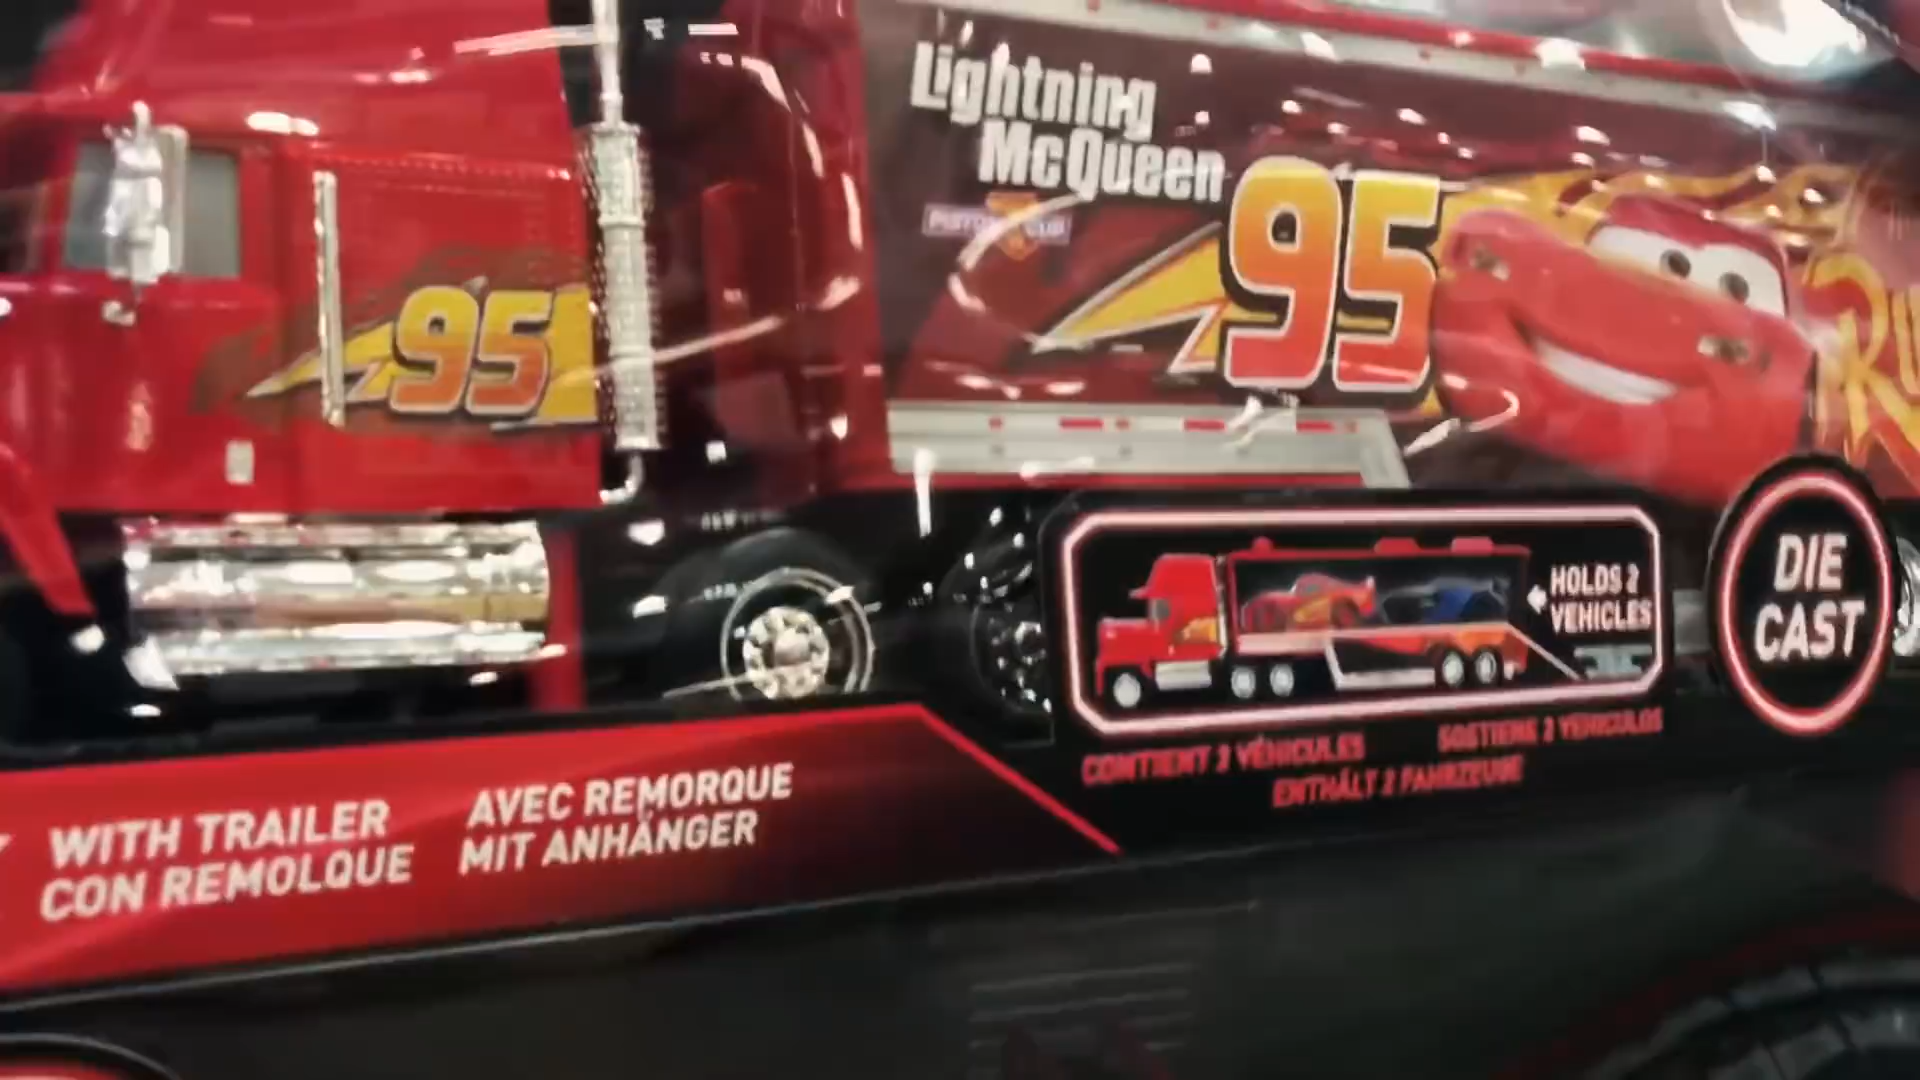 Lightning
McQueen
95
95
RU
HOLDS 2
VEHICLES
DIE
CAST
CONTIENT 2 VÉHICULES
SOSTIENE 2 VEHÍCULOS
ENTHÄLT 2 FAHRZEUGE
WITH TRAILER
CON REMOLQUE
AVEC REMORQUE
MIT ANHÄNGER